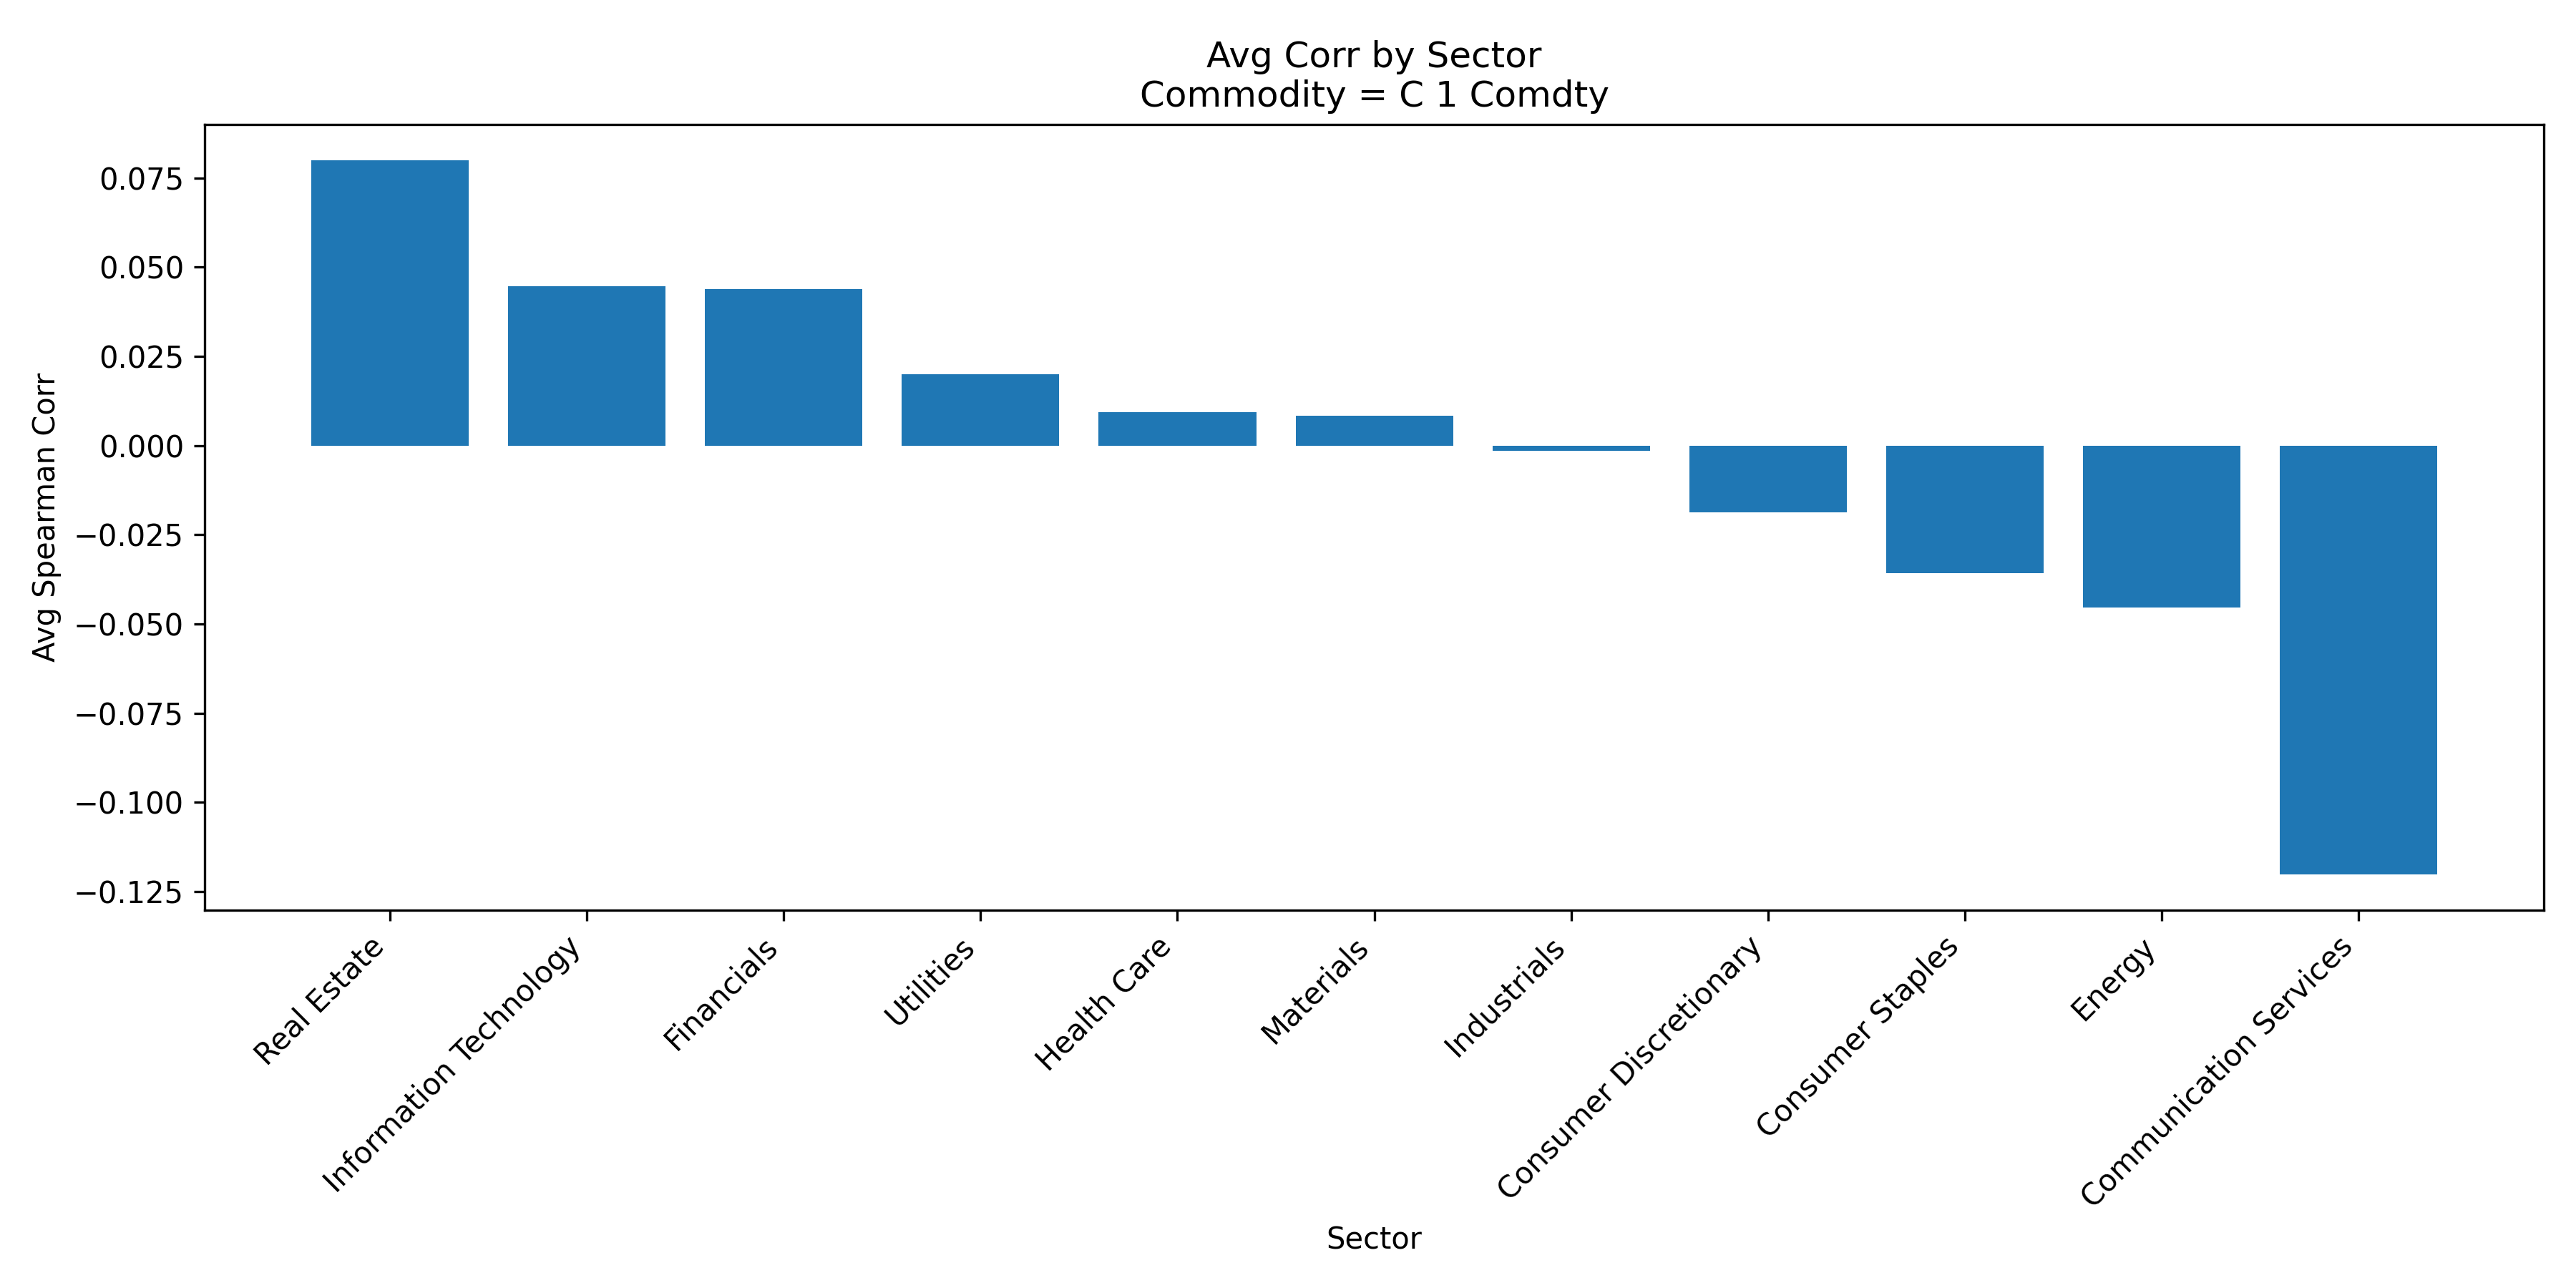 Avg Corr by Sector
Commodity = C 1 Comdty
Avg Spearman Corr
0.075
0.050
0.025
0.000
−0.025
−0.050
−0.075
−0.100
−0.125
Real Estate
Information Technology
Financials
Utilities
Health Care
Materials
Industrials
Consumer Discretionary
Consumer Staples
Energy
Communication Services
Sector